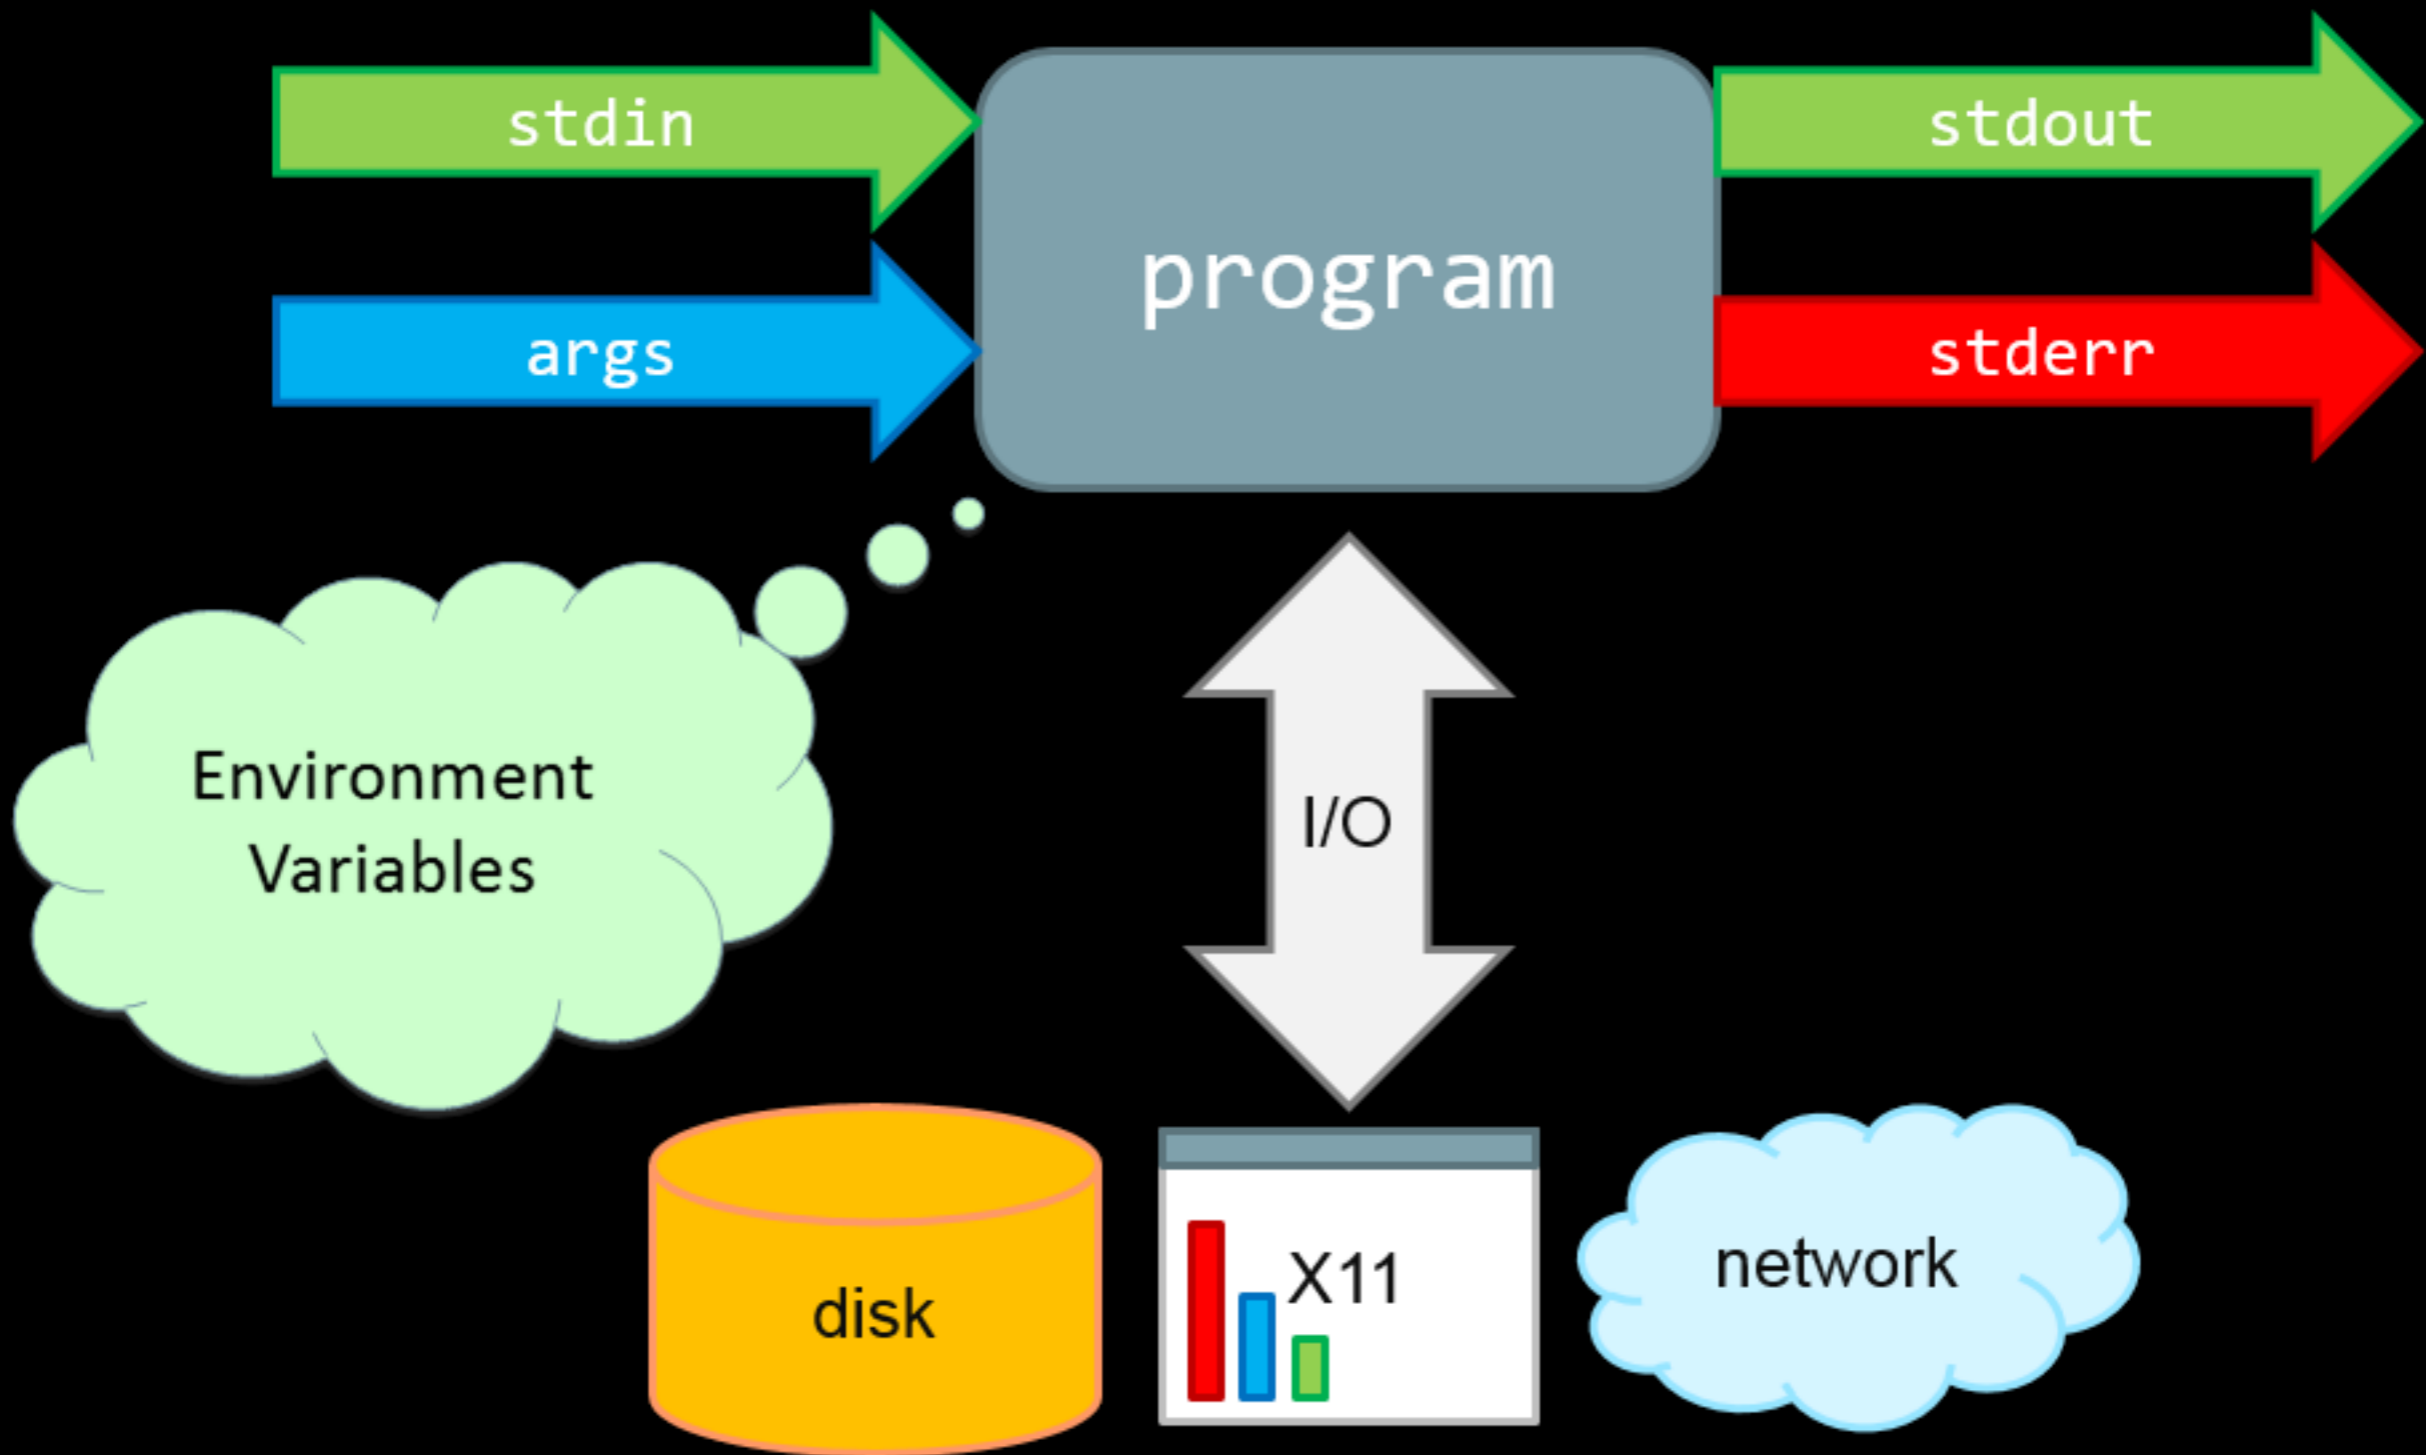 stdin
stdout
program
args
stderr
Environment
Variables
I/O
disk
X11
network